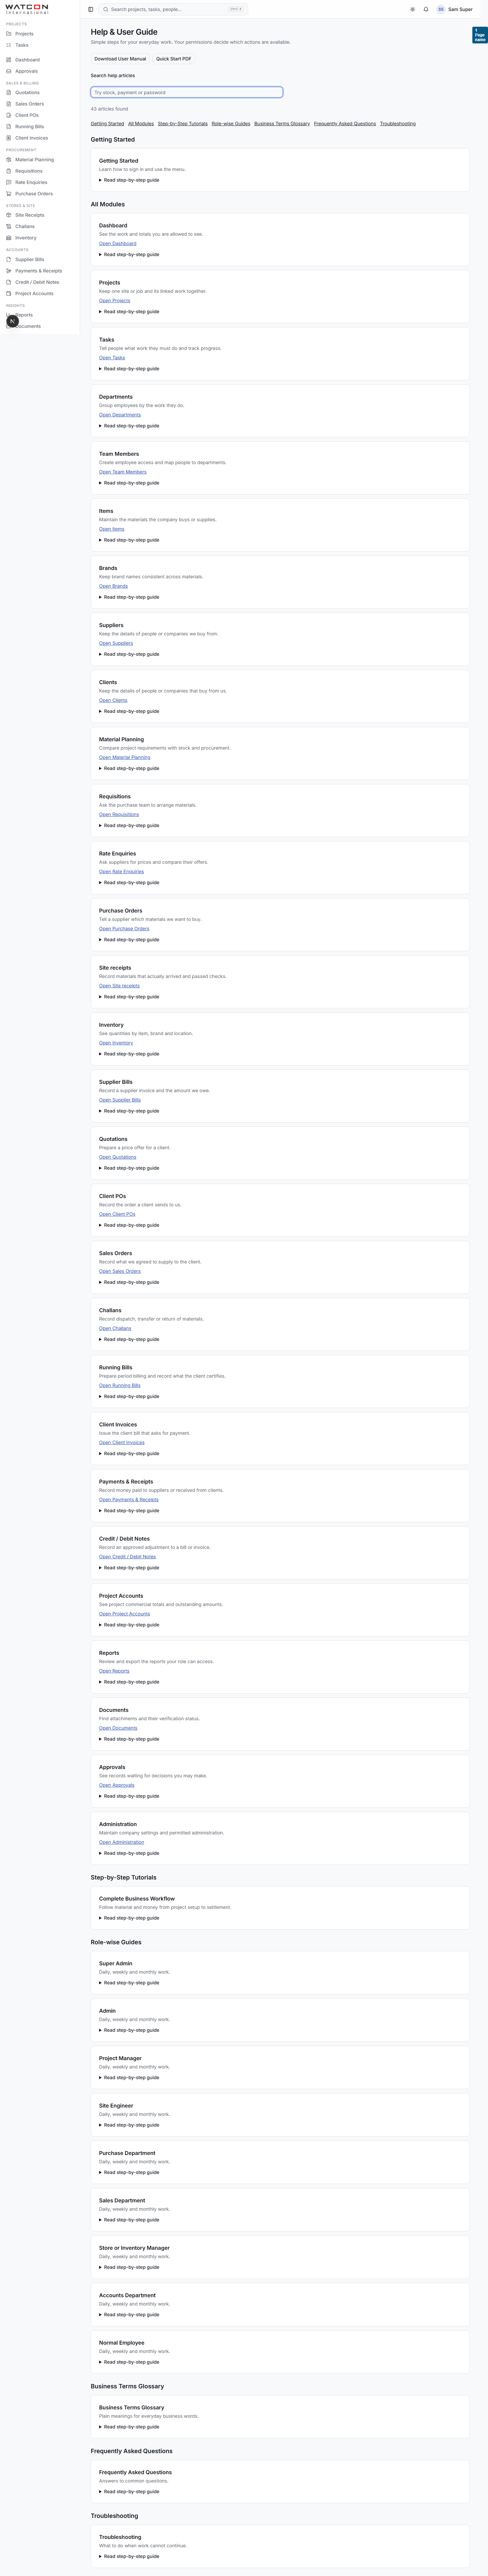 WATCON
International
PROJECTS
Projects
Tasks
Dashboard
Approvals
SALES & BILLING
Quotations
Sales Orders
Client POs
Running Bills
Client Invoices
PROCUREMENT
Material Planning
Requisitions
Rate Enquiries
Purchase Orders
STORES & SITE
Site Receipts
Challans
Inventory
ACCOUNTS
Supplier Bills
Payments & Receipts
Credit / Debit Notes
Project Accounts
INSIGHTS
Reports
Documents
N
Search projects, tasks, people...
Ctrl K
SS
Sam Super
1
Page
name
Help & User Guide
Simple steps for your everyday work. Your permissions decide which actions are available.
Download User Manual Quick Start PDF
Search help articles
Try stock, payment or password
43 articles found
Getting Started All Modules Step-by-Step Tutorials Role-wise Guides Business Terms Glossary Frequently Asked Questions Troubleshooting
Getting Started
Getting Started
Learn how to sign in and use the menu.
Read step-by-step guide
All Modules
Dashboard
See the work and totals you are allowed to see.
Open Dashboard
Read step-by-step guide
Projects
Keep one site or job and its linked work together.
Open Projects
Read step-by-step guide
Tasks
Tell people what work they must do and track progress.
Open Tasks
Read step-by-step guide
Departments
Group employees by the work they do.
Open Departments
Read step-by-step guide
Team Members
Create employee access and map people to departments.
Open Team Members
Read step-by-step guide
Items
Maintain the materials the company buys or supplies.
Open Items
Read step-by-step guide
Brands
Keep brand names consistent across materials.
Open Brands
Read step-by-step guide
Suppliers
Keep the details of people or companies we buy from.
Open Suppliers
Read step-by-step guide
Clients
Keep the details of people or companies that buy from us.
Open Clients
Read step-by-step guide
Material Planning
Compare project requirements with stock and procurement.
Open Material Planning
Read step-by-step guide
Requisitions
Ask the purchase team to arrange materials.
Open Requisitions
Read step-by-step guide
Rate Enquiries
Ask suppliers for prices and compare their offers.
Open Rate Enquiries
Read step-by-step guide
Purchase Orders
Tell a supplier which materials we want to buy.
Open Purchase Orders
Read step-by-step guide
Site receipts
Record materials that actually arrived and passed checks.
Open Site receipts
Read step-by-step guide
Inventory
See quantities by item, brand and location.
Open Inventory
Read step-by-step guide
Supplier Bills
Record a supplier invoice and the amount we owe.
Open Supplier Bills
Read step-by-step guide
Quotations
Prepare a price offer for a client.
Open Quotations
Read step-by-step guide
Client POs
Record the order a client sends to us.
Open Client POs
Read step-by-step guide
Sales Orders
Record what we agreed to supply to the client.
Open Sales Orders
Read step-by-step guide
Challans
Record dispatch, transfer or return of materials.
Open Challans
Read step-by-step guide
Running Bills
Prepare period billing and record what the client certifies.
Open Running Bills
Read step-by-step guide
Client Invoices
Issue the client bill that asks for payment.
Open Client Invoices
Read step-by-step guide
Payments & Receipts
Record money paid to suppliers or received from clients.
Open Payments & Receipts
Read step-by-step guide
Credit / Debit Notes
Record an approved adjustment to a bill or invoice.
Open Credit / Debit Notes
Read step-by-step guide
Project Accounts
See project commercial totals and outstanding amounts.
Open Project Accounts
Read step-by-step guide
Reports
Review and export the reports your role can access.
Open Reports
Read step-by-step guide
Documents
Find attachments and their verification status.
Open Documents
Read step-by-step guide
Approvals
See records waiting for decisions you may make.
Open Approvals
Read step-by-step guide
Administration
Maintain company settings and permitted administration.
Open Administration
Read step-by-step guide
Step-by-Step Tutorials
Complete Business Workflow
Follow material and money from project setup to settlement.
Read step-by-step guide
Role-wise Guides
Super Admin
Daily, weekly and monthly work.
Read step-by-step guide
Admin
Daily, weekly and monthly work.
Read step-by-step guide
Project Manager
Daily, weekly and monthly work.
Read step-by-step guide
Site Engineer
Daily, weekly and monthly work.
Read step-by-step guide
Purchase Department
Daily, weekly and monthly work.
Read step-by-step guide
Sales Department
Daily, weekly and monthly work.
Read step-by-step guide
Store or Inventory Manager
Daily, weekly and monthly work.
Read step-by-step guide
Accounts Department
Daily, weekly and monthly work.
Read step-by-step guide
Normal Employee
Daily, weekly and monthly work.
Read step-by-step guide
Business Terms Glossary
Business Terms Glossary
Plain meanings for everyday business words.
Read step-by-step guide
Frequently Asked Questions
Frequently Asked Questions
Answers to common questions.
Read step-by-step guide
Troubleshooting
Troubleshooting
What to do when work cannot continue.
Read step-by-step guide